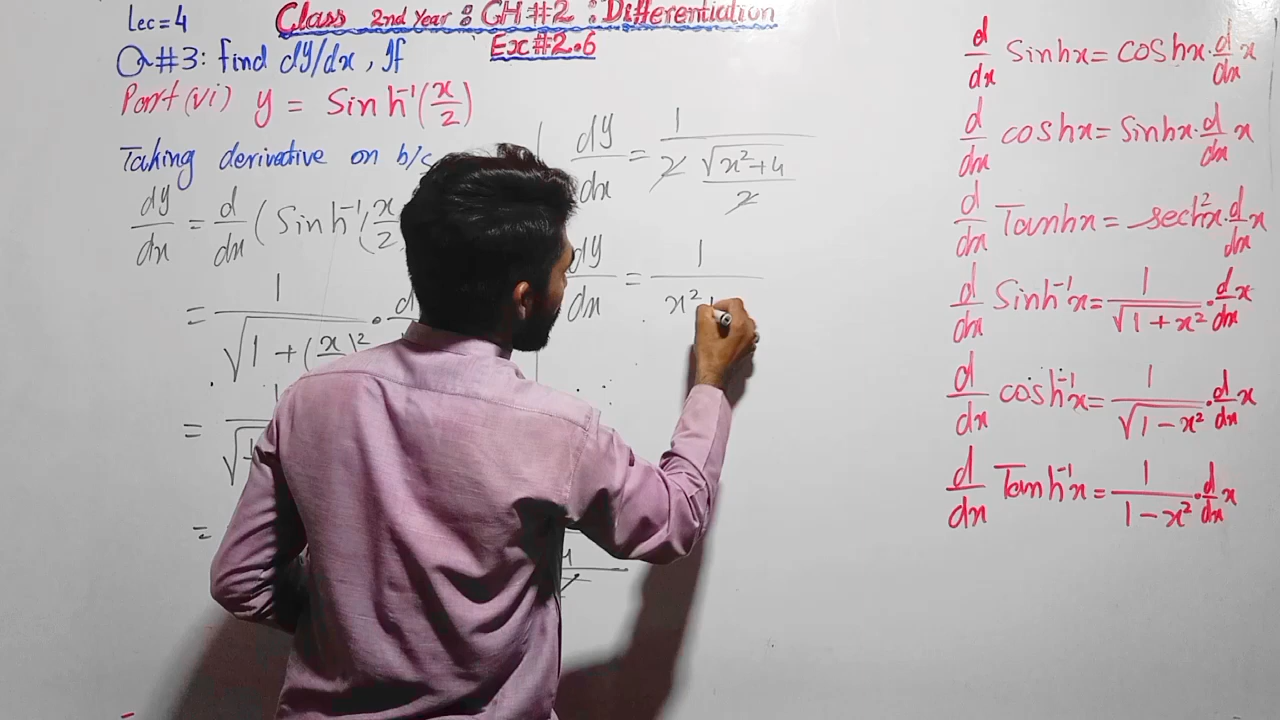 Lec=4
Class 2nd Year : CH#2 : Differentiation
Exc#2.6
Q#3: find dy/dx, If
Part(vi) y = Sinh⁻¹(x/2)
Taking derivative on b/s
dy/dx = d/dx (Sinh⁻¹(x/2
= 1/√1+(x)²
=
=
dy/dx = 1/(2 √x²+4/2)
dy/dx = 1/x²
d/dx Sinhx = coshx·d/dx x
d/dx coshx = Sinhx·d/dx x
d/dx Tanhx = sech²x·d/dx x
d/dx Sinh⁻¹x = 1/√1+x² · d/dx x
d/dx cosh⁻¹x = 1/√1-x² · d/dx x
d/dx Tanh⁻¹x = 1/1-x² · d/dx x